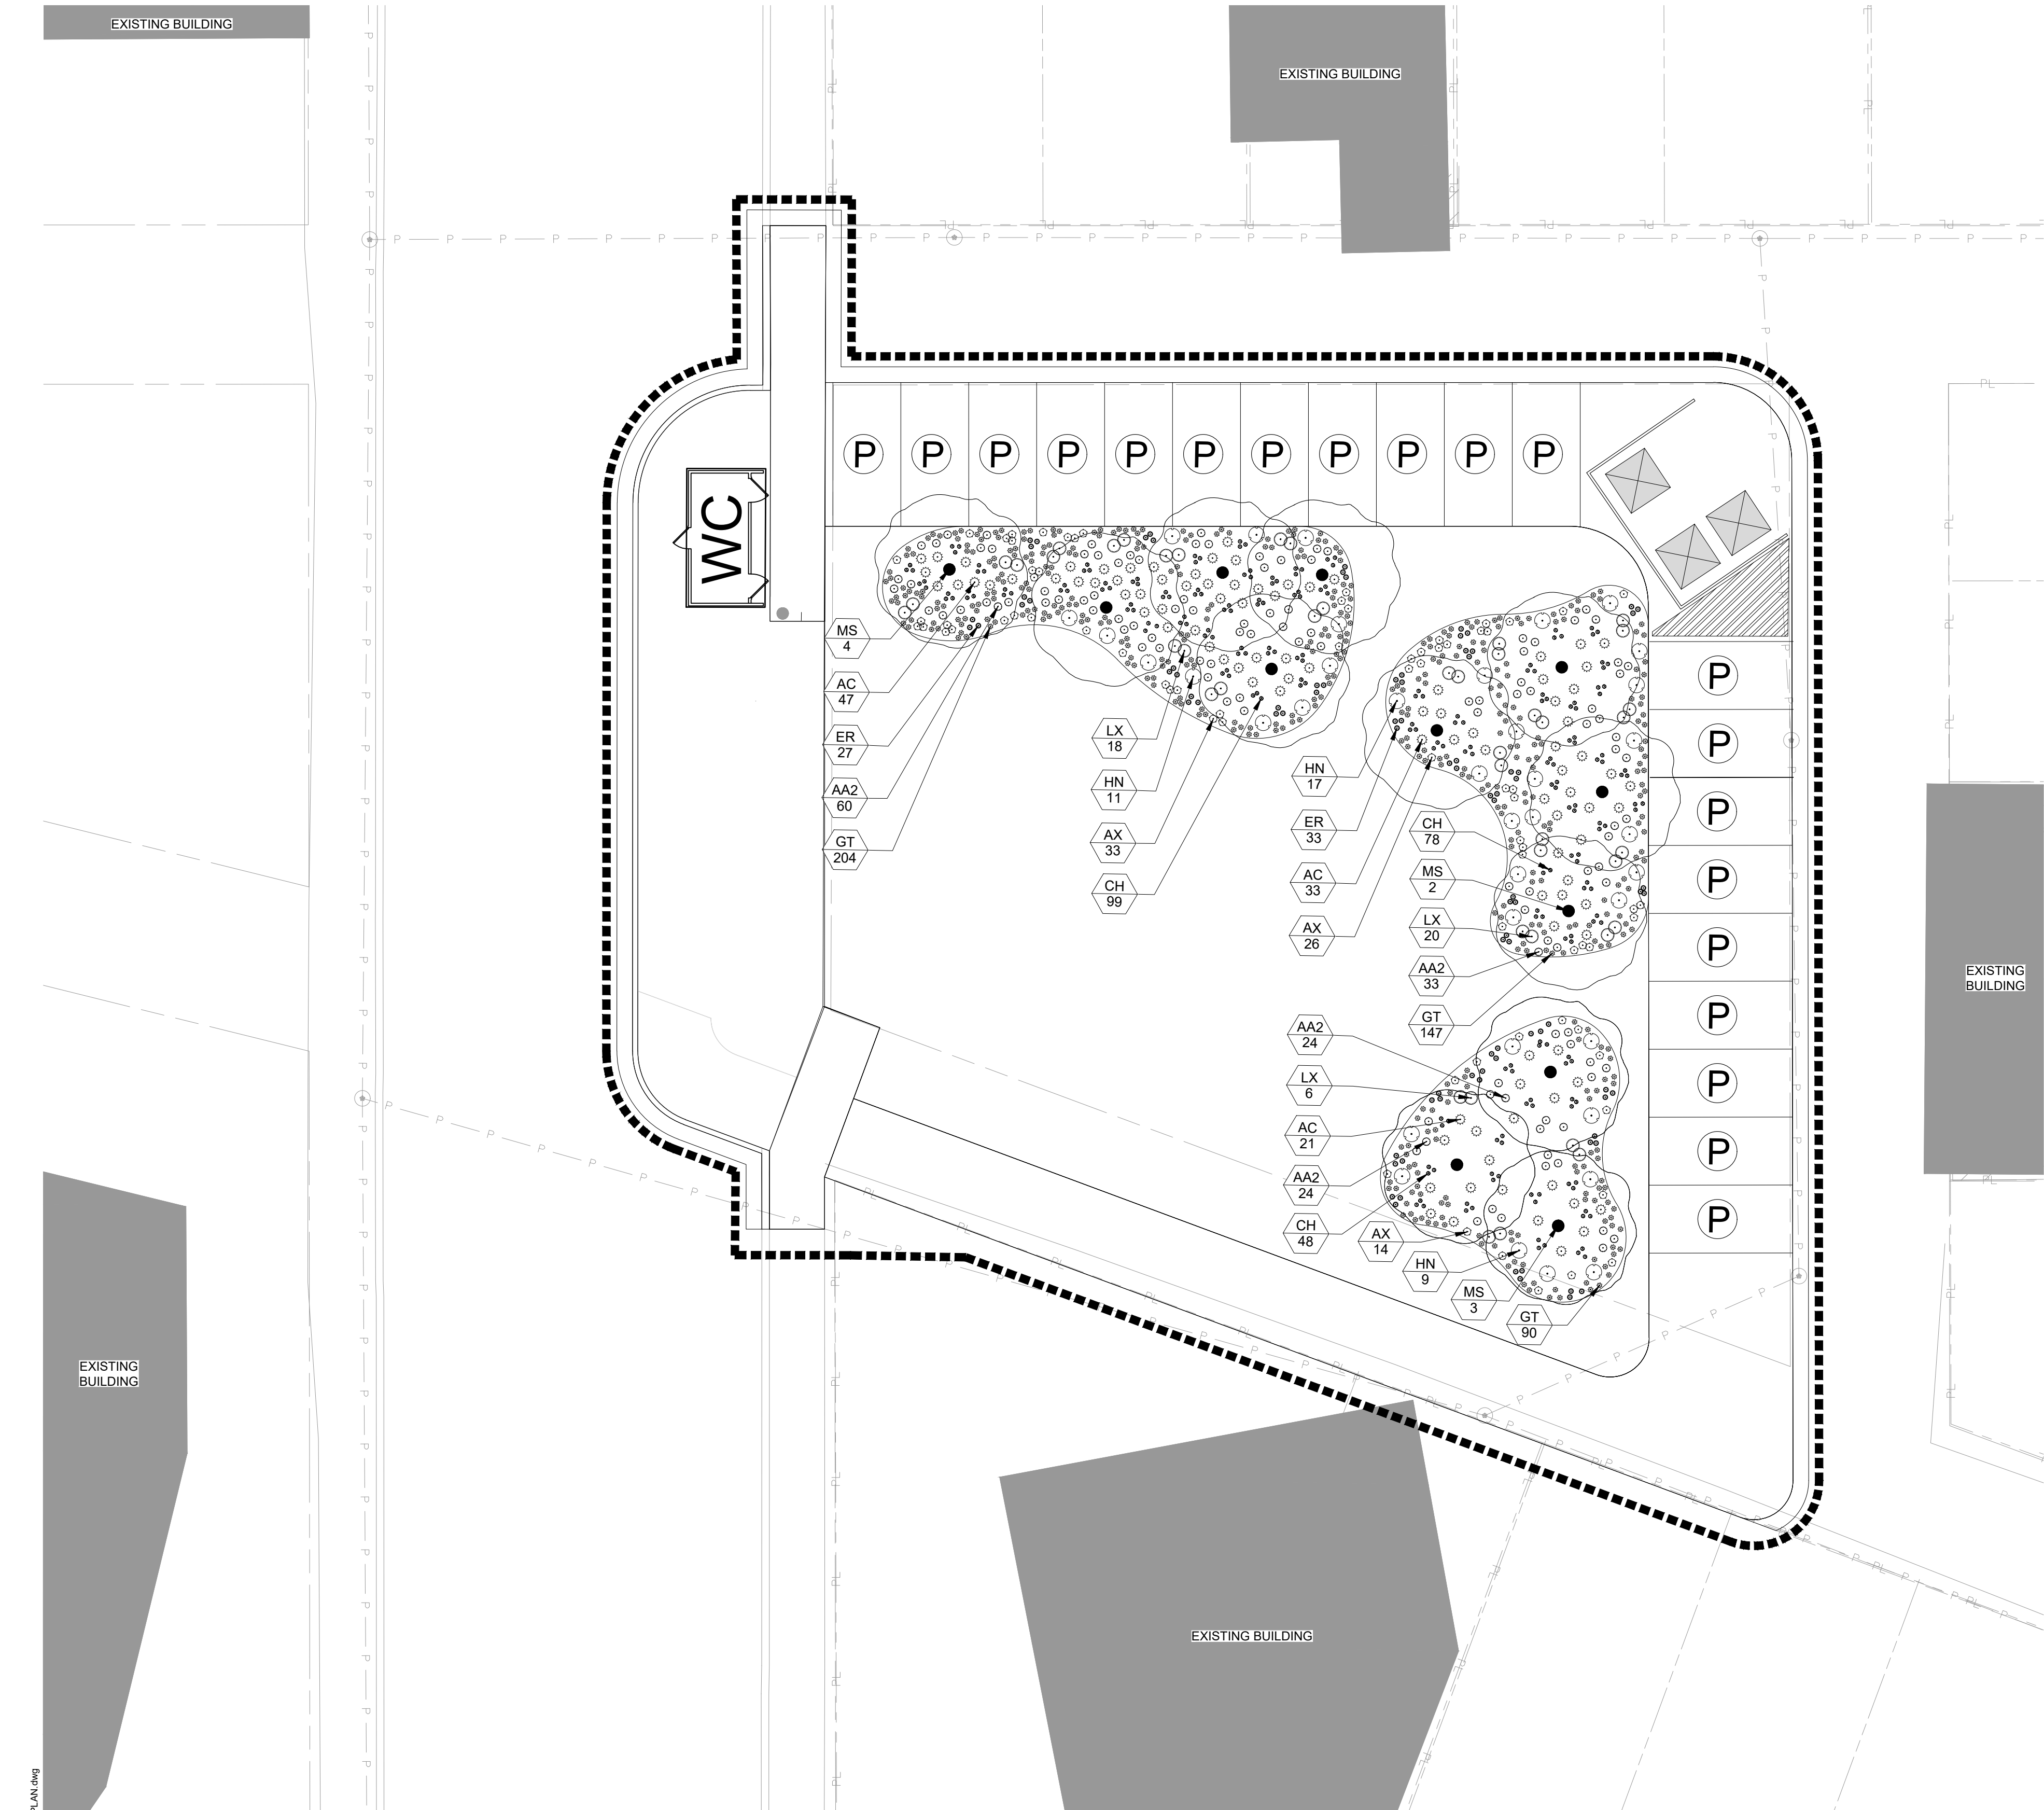 EXISTING BUILDING
EXISTING BUILDING
P P P P P P P P P P P
WC
MS
4
AC
47
ER
27
AA2
60
GT
204
LX
18
HN
11
AX
33
CH
99
HN
17
ER
33
AC
33
AX
26
CH
78
MS
2
LX
20
AA2
33
GT
147
P
P
P
P
P
P
P
P
P
AA2
24
LX
6
AC
21
AA2
24
CH
48
AX
14
HN
9
MS
3
GT
90
EXISTING
BUILDING
EXISTING
BUILDING
EXISTING BUILDING
PLAN.dwg